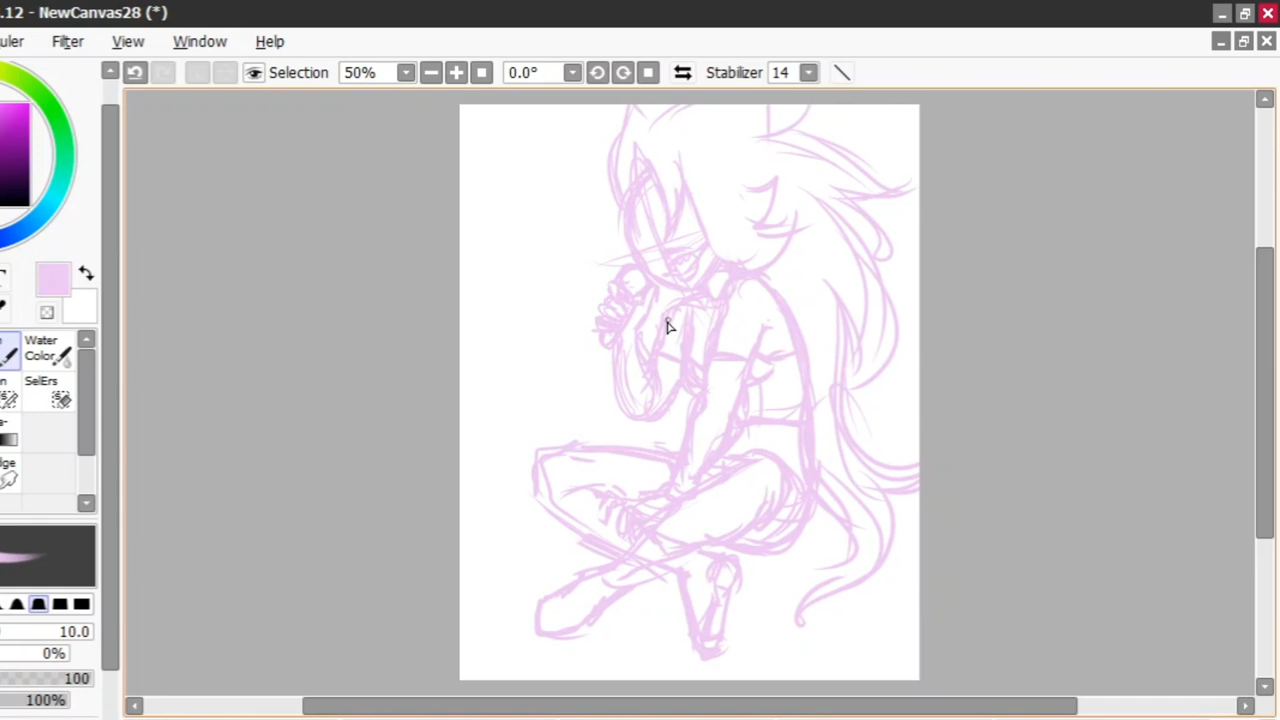 .12 - NewCanvas28 (*)
uler Filter View Window Help
Selection 50% 0.0° Stabilizer 14
T
Water
Color
n SelErs
a-
dge
10.0
0%
100
100%